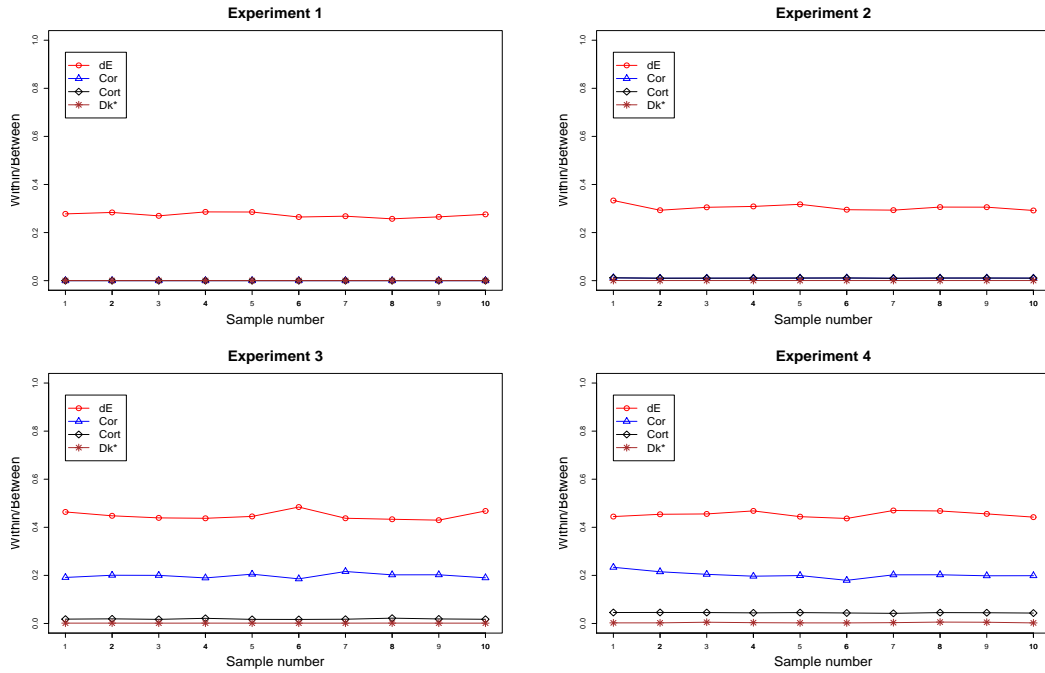 Experiment 1
1.0
0.8
0.6
0.4
0.2
0.0
Within/Between
dE
Cor
Cort
Dk*
1 2 3 4 5 6 7 8 9 10
Sample number
Experiment 2
1.0
0.8
0.6
0.4
0.2
0.0
Within/Between
dE
Cor
Cort
Dk*
1 2 3 4 5 6 7 8 9 10
Sample number
Experiment 3
1.0
0.8
0.6
0.4
0.2
0.0
Within/Between
dE
Cor
Cort
Dk*
1 2 3 4 5 6 7 8 9 10
Sample number
Experiment 4
1.0
0.8
0.6
0.4
0.2
0.0
Within/Between
dE
Cor
Cort
Dk*
1 2 3 4 5 6 7 8 9 10
Sample number